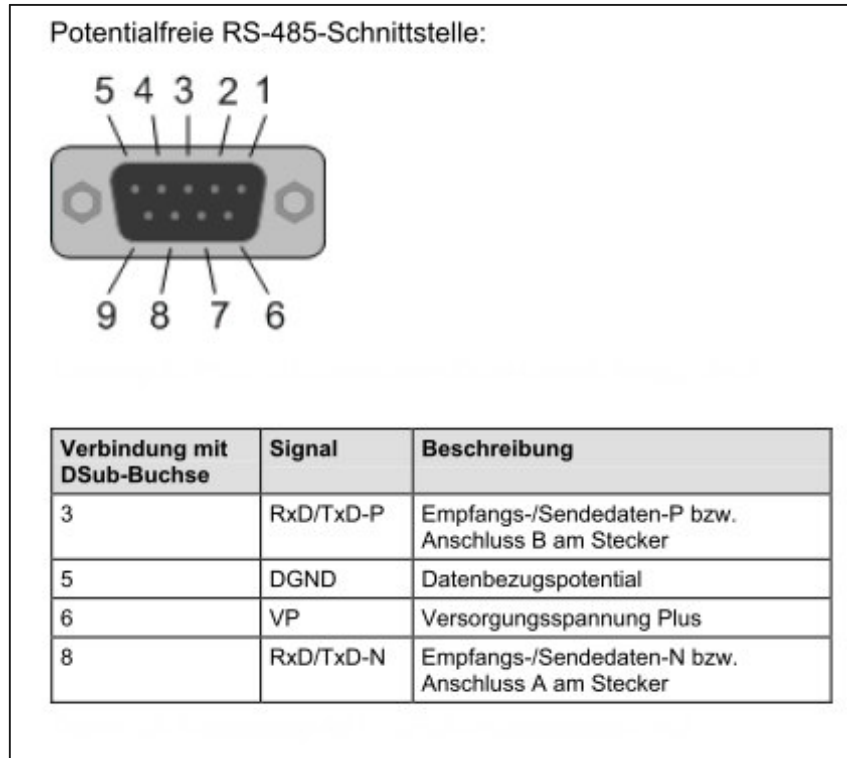 Potentialfreie RS-485-Schnittstelle:
5 4 3 2 1
9 8 7 6
Verbindung mit DSub-Buchse Signal Beschreibung
3 RxD/TxD-P Empfangs-/Sendedaten-P bzw.
Anschluss B am Stecker
5 DGND Datenbezugspotential
6 VP Versorgungsspannung Plus
8 RxD/TxD-N Empfangs-/Sendedaten-N bzw.
Anschluss A am Stecker